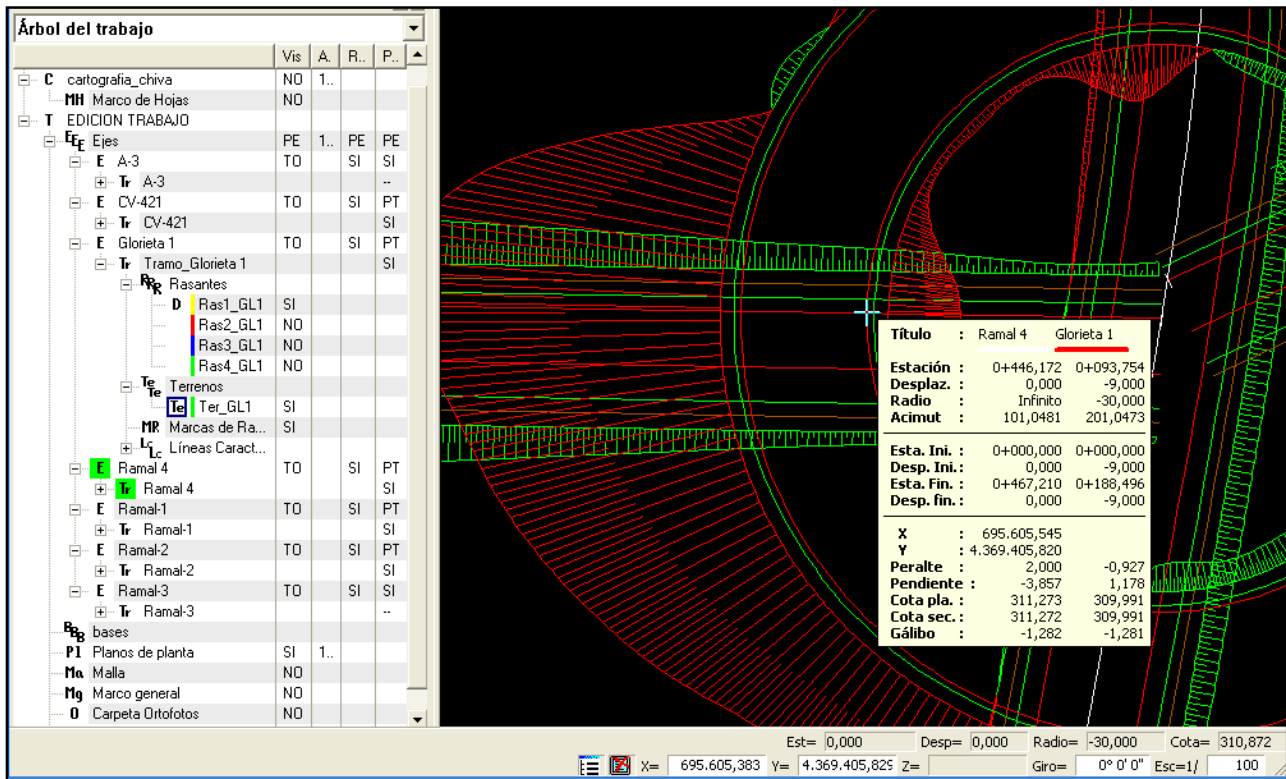 Árbol del trabajo
Vis A. R.. P..
C cartografia_chiva NO 1..
MH Marco de Hojas NO
T EDICION TRABAJO
EEE Ejes PE 1.. PE PE
E A-3 TO SI SI
Tr A-3 --
E CV-421 TO SI PT
Tr CV-421 SI
E Glorieta 1 TO SI PT
Tr Tramo_Glorieta 1 SI
RRR Rasantes
D Ras1_GL1 SI
Ras2_GL1 NO
Ras3_GL1 NO
Ras4_GL1 NO
TeTe Terrenos
Te Ter_GL1 SI
MR Marcas de Ra... SI
LcLc Líneas Caract...
E Ramal 4 TO SI PT
Tr Ramal 4 SI
E Ramal-1 TO SI PT
Tr Ramal-1 SI
E Ramal-2 TO SI PT
Tr Ramal-2 SI
E Ramal-3 TO SI SI
Tr Ramal-3 --
BBB bases
Pl Planos de planta SI 1..
Ma Malla NO
Mg Marco general NO
O Carpeta Ortofotos NO
Título : Ramal 4 Glorieta 1
Estación : 0+446,172 0+093,754
Desplaz. : 0,000 -9,000
Radio : Infinito -30,000
Acimut : 101,0481 201,0473
Esta. Ini. : 0+000,000 0+000,000
Desp. Ini. : 0,000 -9,000
Esta. Fin. : 0+467,210 0+188,496
Desp. fin. : 0,000 -9,000
X : 695.605,545
Y : 4.369.405,820
Peralte : 2,000 -0,927
Pendiente : -3,857 1,178
Cota pla. : 311,273 309,991
Cota sec. : 311,272 309,991
Gálibo : -1,282 -1,281
Est= 0,000 Desp= 0,000 Radio= -30,000 Cota= 310,872
X= 695.605,383 Y= 4.369.405,829 Z= Giro= 0° 0' 0" Esc=1/ 100